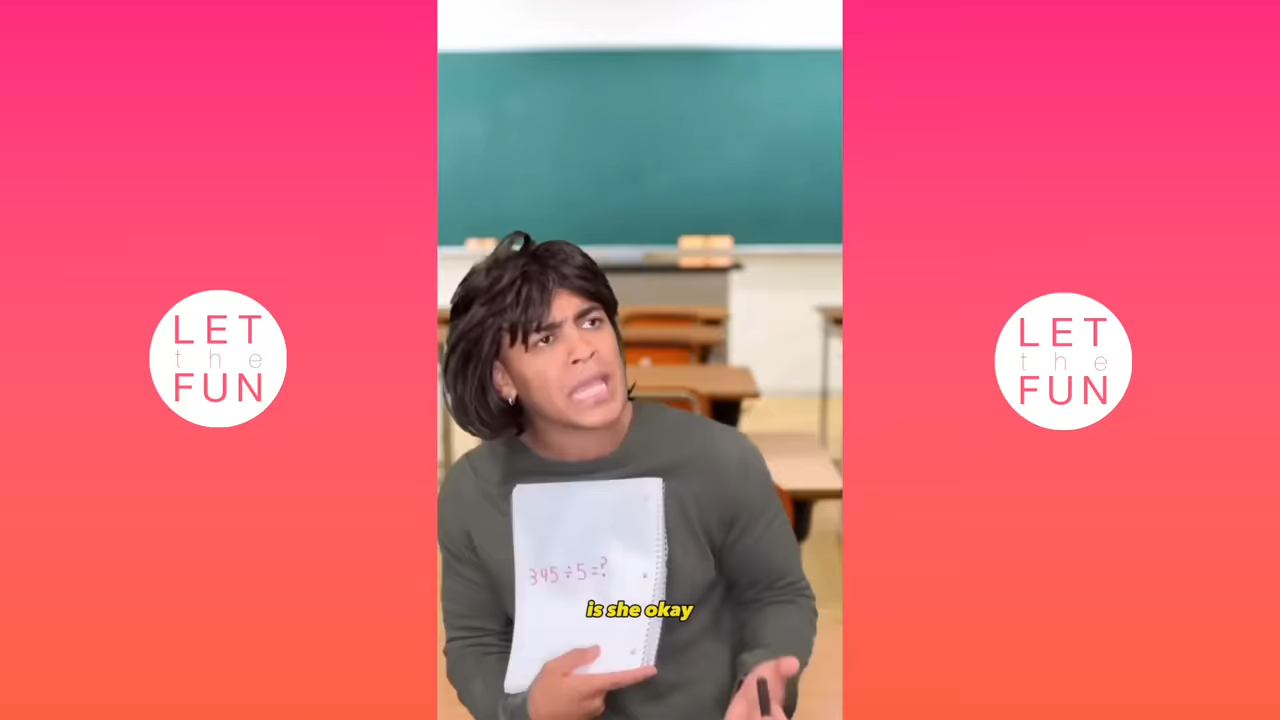 LET
the
FUN
345÷5=?
is she okay
LET
the
FUN